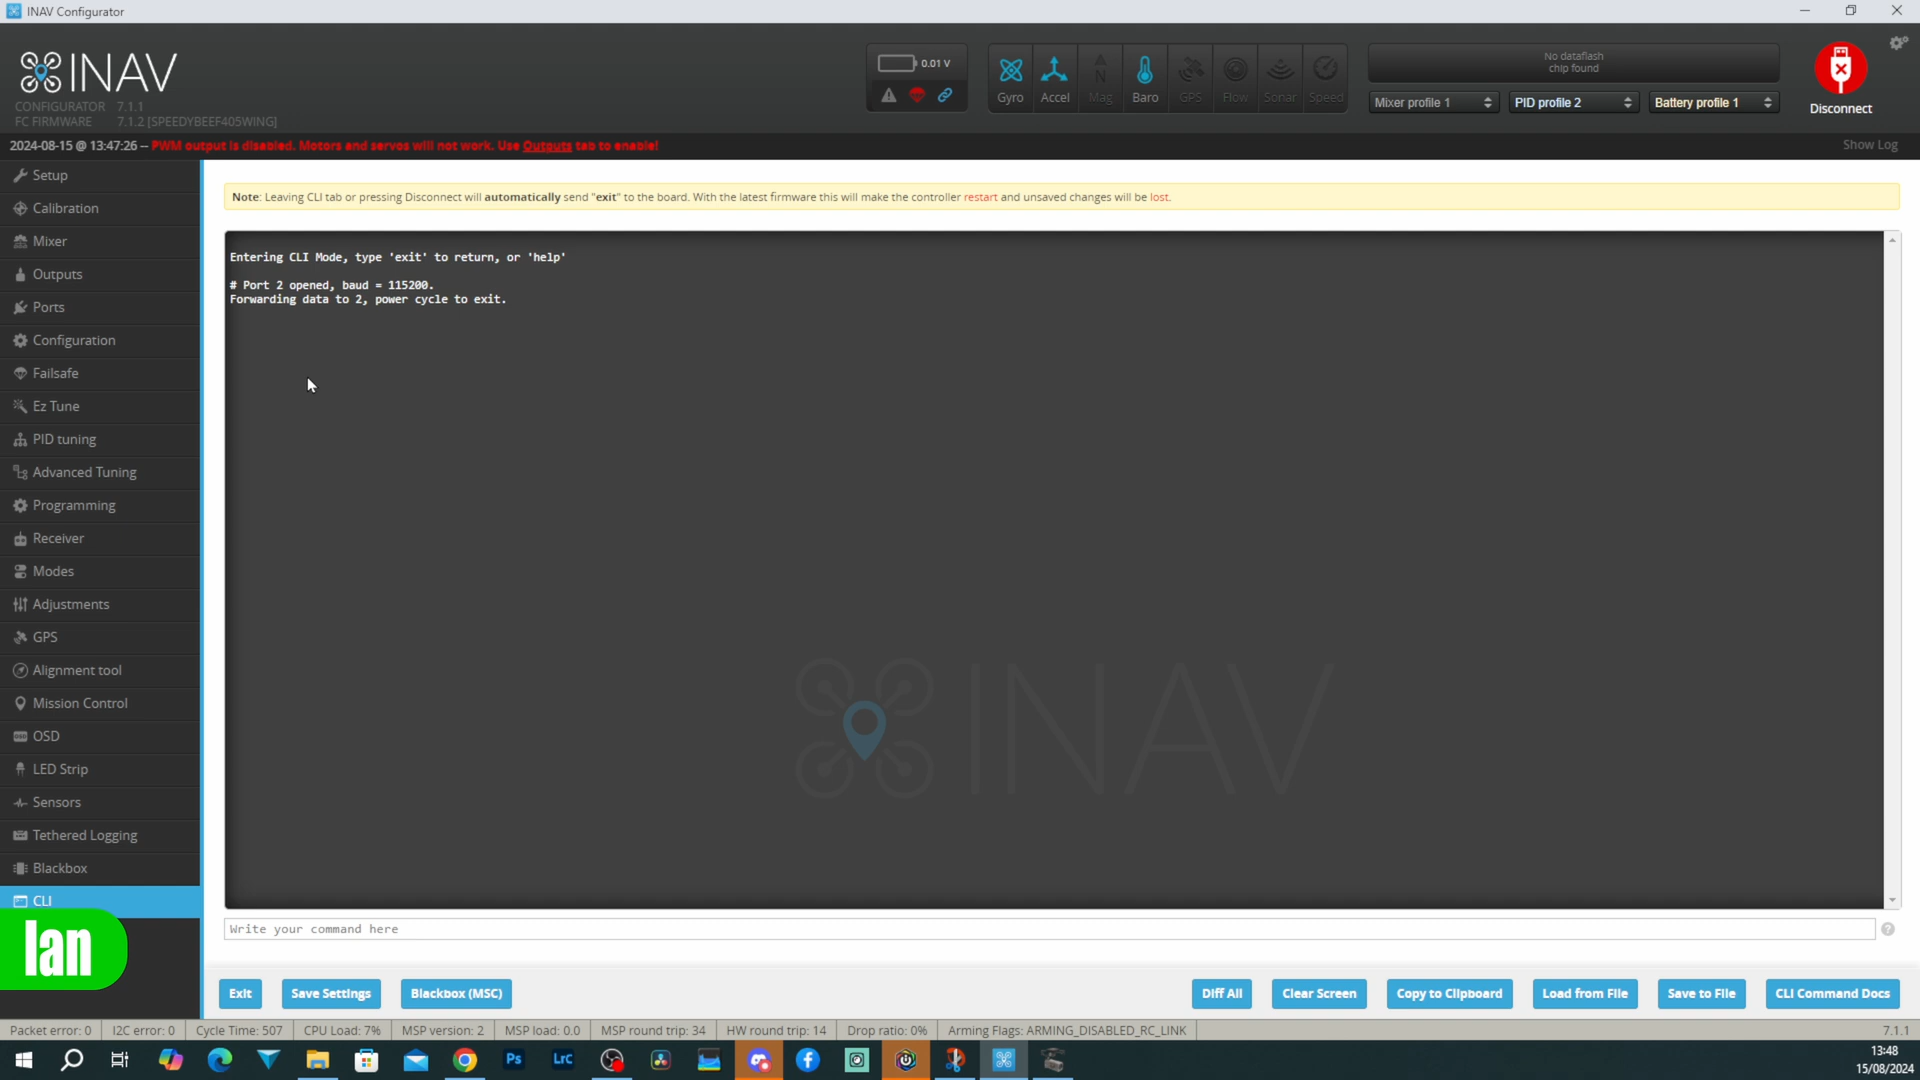 INAV Configurator
INAV
CONFIGURATOR 7.1.1
FC FIRMWARE 7.1.2 [SPEEDYBEEF405WING]
0.01 V
Gyro Accel Mag Baro GPS Flow Sonar Speed
No dataflash
chip found
Mixer profile 1 PID profile 2 Battery profile 1
Disconnect
2024-08-15 @ 13:47:26 -- PWM output is disabled. Motors and servos will not work. Use Outputs tab to enable!
Show Log
Setup
Calibration
Mixer
Outputs
Ports
Configuration
Failsafe
Ez Tune
PID tuning
Advanced Tuning
Programming
Receiver
Modes
Adjustments
GPS
Alignment tool
Mission Control
OSD
LED Strip
Sensors
Tethered Logging
Blackbox
CLI
Ian
Note: Leaving CLI tab or pressing Disconnect will automatically send "exit" to the board. With the latest firmware this will make the controller restart and unsaved changes will be lost.
Entering CLI Mode, type 'exit' to return, or 'help'
# Port 2 opened, baud = 115200.
Forwarding data to 2, power cycle to exit.
INAV
Write your command here
Exit Save Settings Blackbox (MSC) Diff All Clear Screen Copy to Clipboard Load from File Save to File CLI Command Docs
Packet error: 0 I2C error: 0 Cycle Time: 507 CPU Load: 7% MSP version: 2 MSP load: 0.0 MSP round trip: 34 HW round trip: 14 Drop ratio: 0% Arming Flags: ARMING_DISABLED_RC_LINK 7.1.1
Ps LrC
13:48
15/08/2024